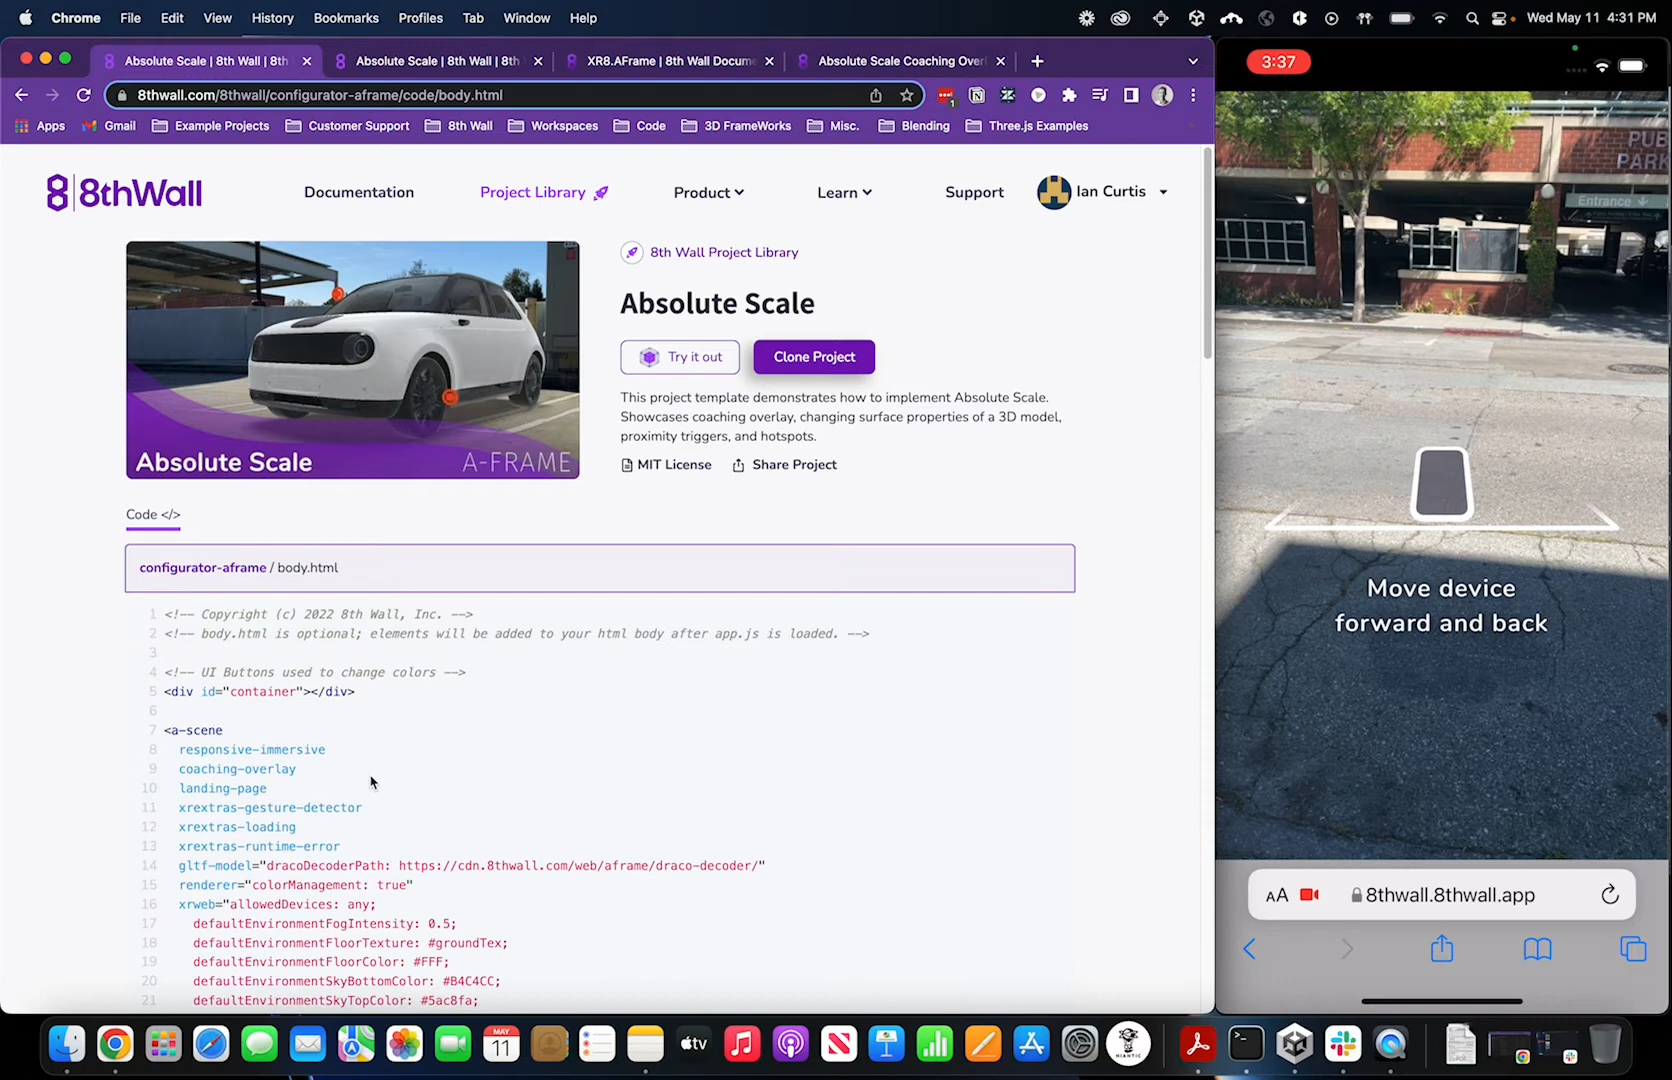 Chrome File Edit View History Bookmarks Profiles Tab Window Help
Wed May 11 4:31 PM
Absolute Scale | 8th Wall | 8th
Absolute Scale | 8th Wall | 8th
XR8.AFrame | 8th Wall Docum
Absolute Scale Coaching Over
8thwall.com/8thwall/configurator-aframe/code/body.html
Apps Gmail Example Projects Customer Support 8th Wall Workspaces Code 3D FrameWorks Misc. Blending Three.js Examples
8thWall
Documentation Project Library Product Learn Support Ian Curtis
Absolute Scale
A-FRAME
8th Wall Project Library
Absolute Scale
Try it out
Clone Project
This project template demonstrates how to implement Absolute Scale.
Showcases coaching overlay, changing surface properties of a 3D model,
proximity triggers, and hotspots.
MIT License Share Project
Code </>
configurator-aframe / body.html
1 <!-- Copyright (c) 2022 8th Wall, Inc. -->
2 <!-- body.html is optional; elements will be added to your html body after app.js is loaded. -->
3
4 <!-- UI Buttons used to change colors -->
5 <div id="container"></div>
6
7 <a-scene
8 responsive-immersive
9 coaching-overlay
10 landing-page
11 xrextras-gesture-detector
12 xrextras-loading
13 xrextras-runtime-error
14 gltf-model="dracoDecoderPath: https://cdn.8thwall.com/web/aframe/draco-decoder/"
15 renderer="colorManagement: true"
16 xrweb="allowedDevices: any;
17 defaultEnvironmentFogIntensity: 0.5;
18 defaultEnvironmentFloorTexture: #groundTex;
19 defaultEnvironmentFloorColor: #FFF;
20 defaultEnvironmentSkyBottomColor: #B4C4CC;
21 defaultEnvironmentSkyTopColor: #5ac8fa;
3:37
PUB
PARK
Entrance
Move device
forward and back
AA 8thwall.8thwall.app
MAY
11
tv
NIANTIC